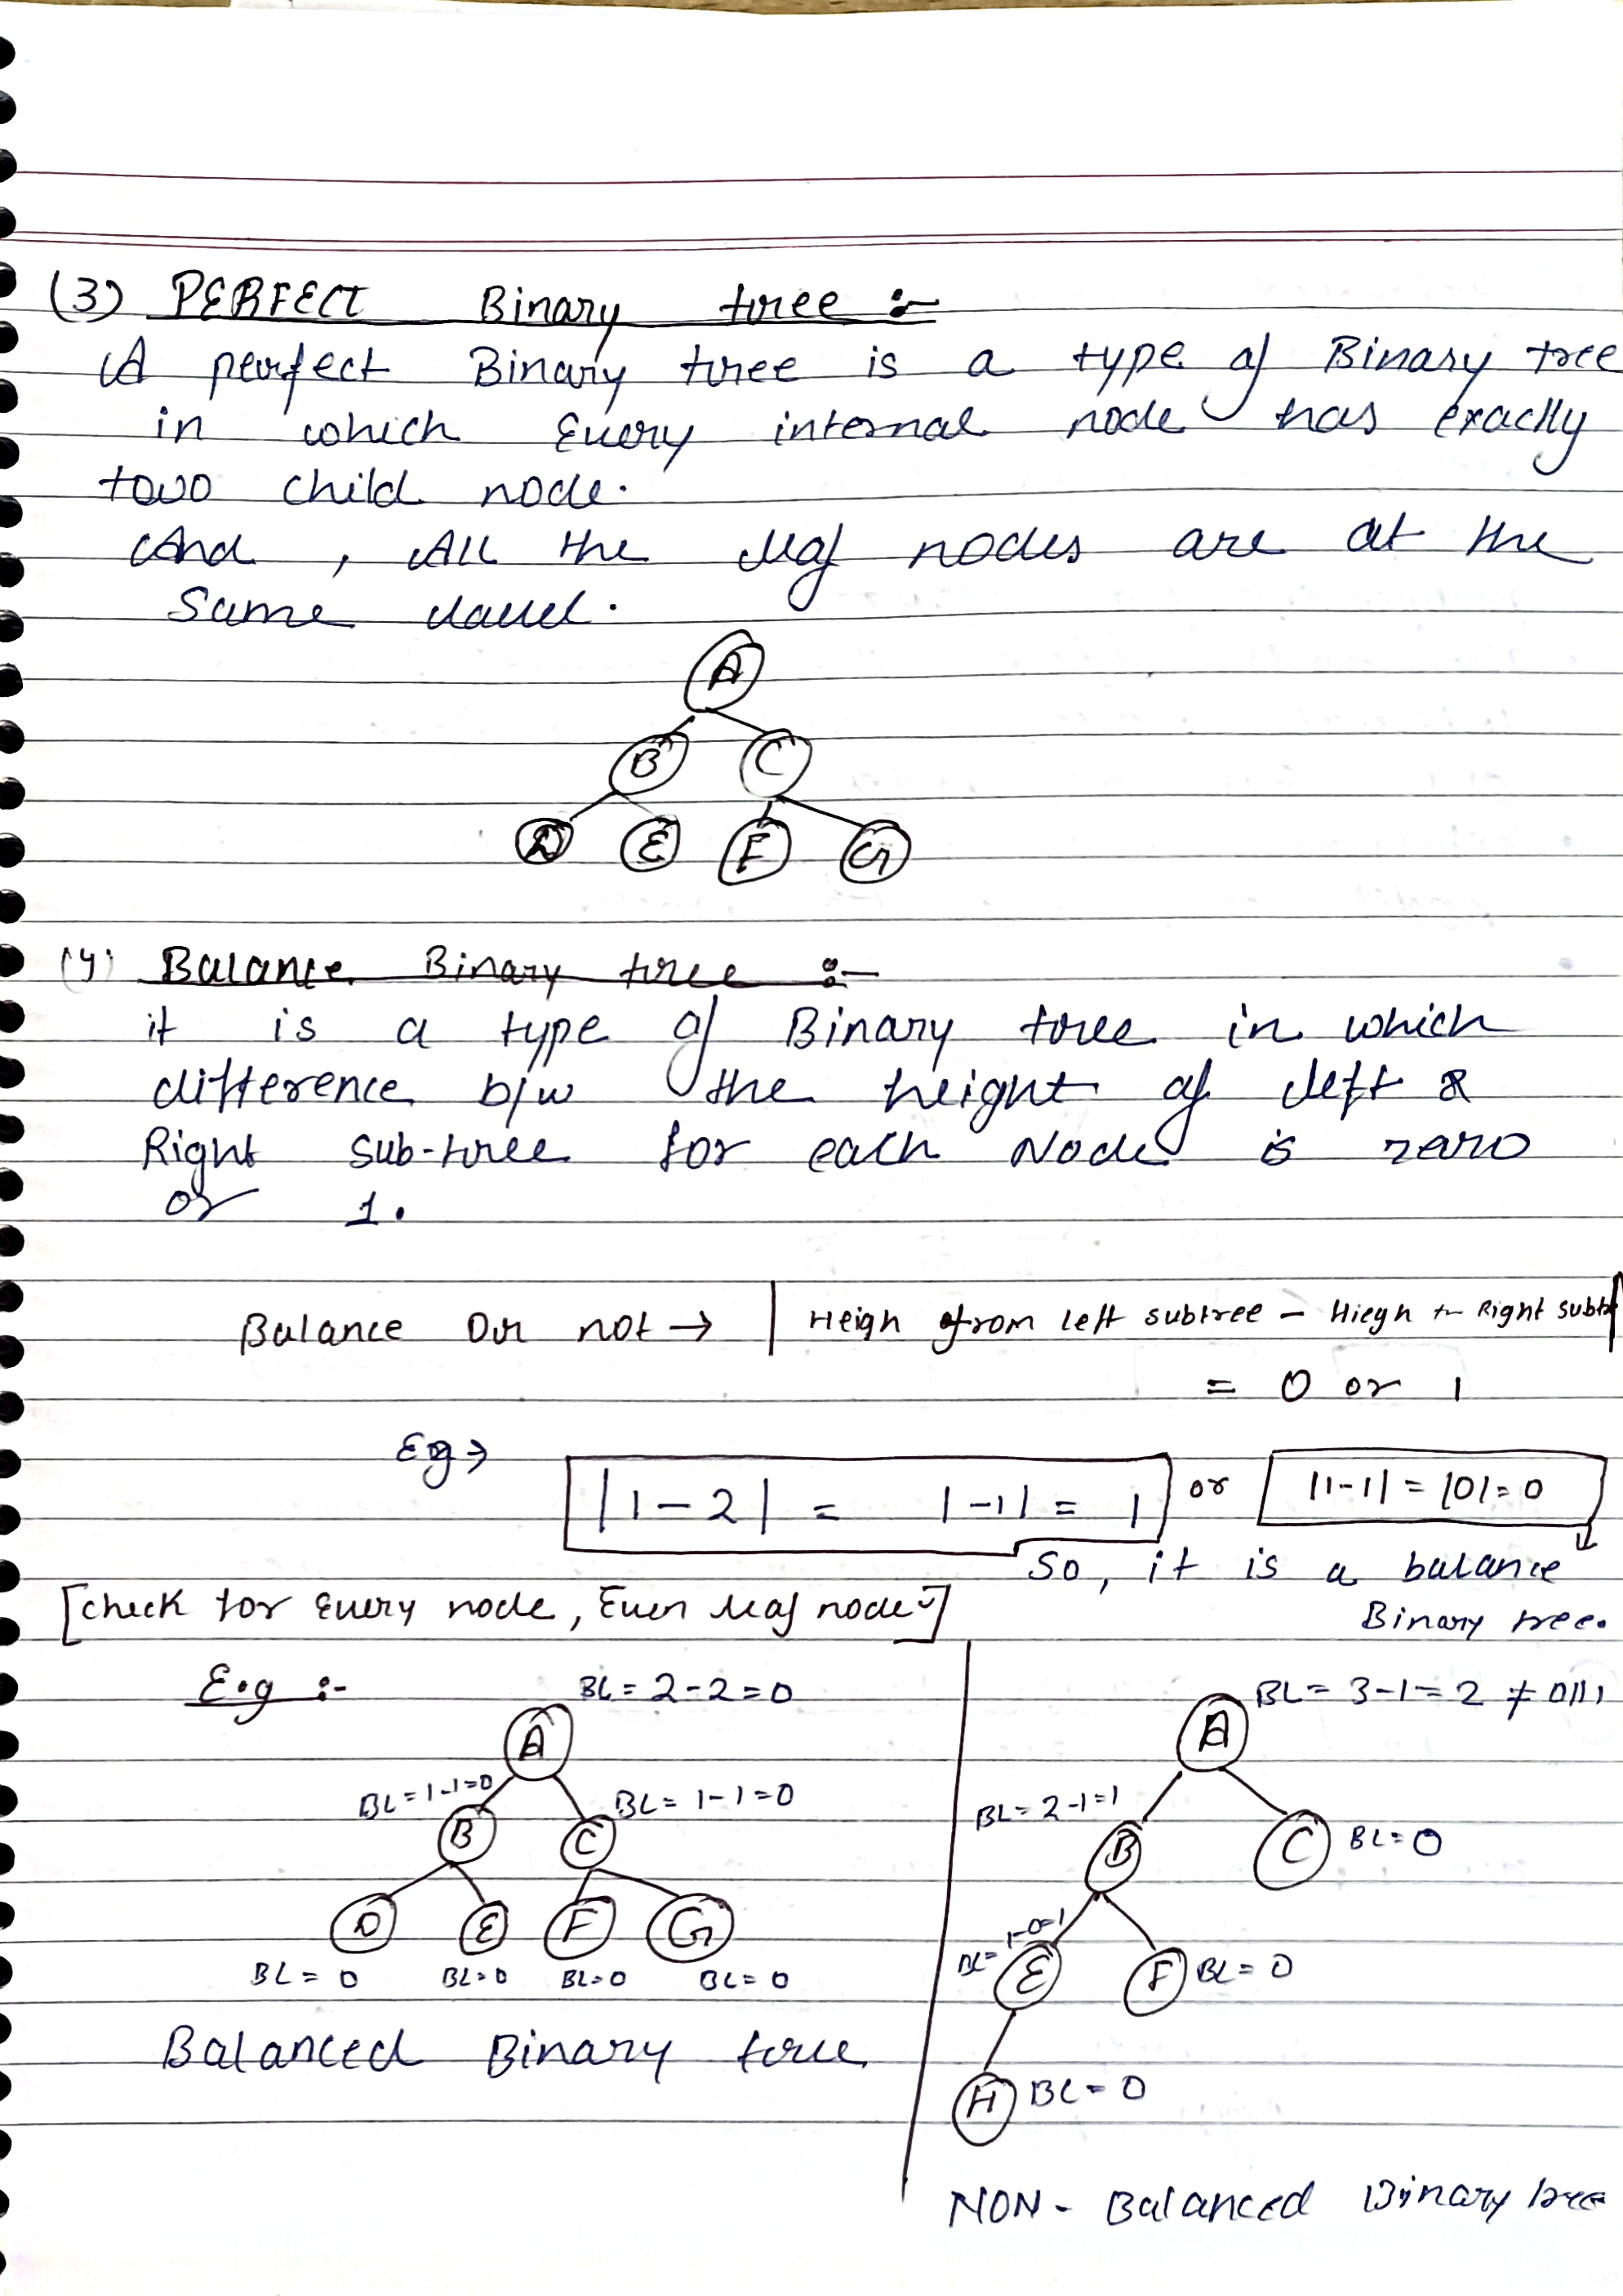 (3) PERFECT Binary tree :-
A perfect Binary tree is a type of Binary tree
in which Every internal node has exactly
two child node.
And , All the leaf nodes are at the
Same level.
A
B C
D E F G
(4) Balance Binary tree :-
it is a type of Binary tree in which
difference b/w the height of left &
Right sub-tree for each Node is zero
or 1.
Balance Or not → | Heigh from left subtree - Hiegh Right subtr|
= 0 or 1
Eg →
|1-2| = |-1| = 1 or |1-1| = |0| = 0
So, it is a balance
Binary tree.
[check for Every node, Even leaf node]
E.g :-
BL = 2-2=0
A
BL = 1-1=0 BL = 1-1=0
B C
D E F G
BL = 0 BL=0 BL=0 BL= 0
Balanced Binary tree
BL= 3-1=2 ≠ 0||1
A
BL= 2-1=1
B C BL=0
BL= 1-0=1
E F BL= 0
H BL= 0
NON- Balanced Binary tree